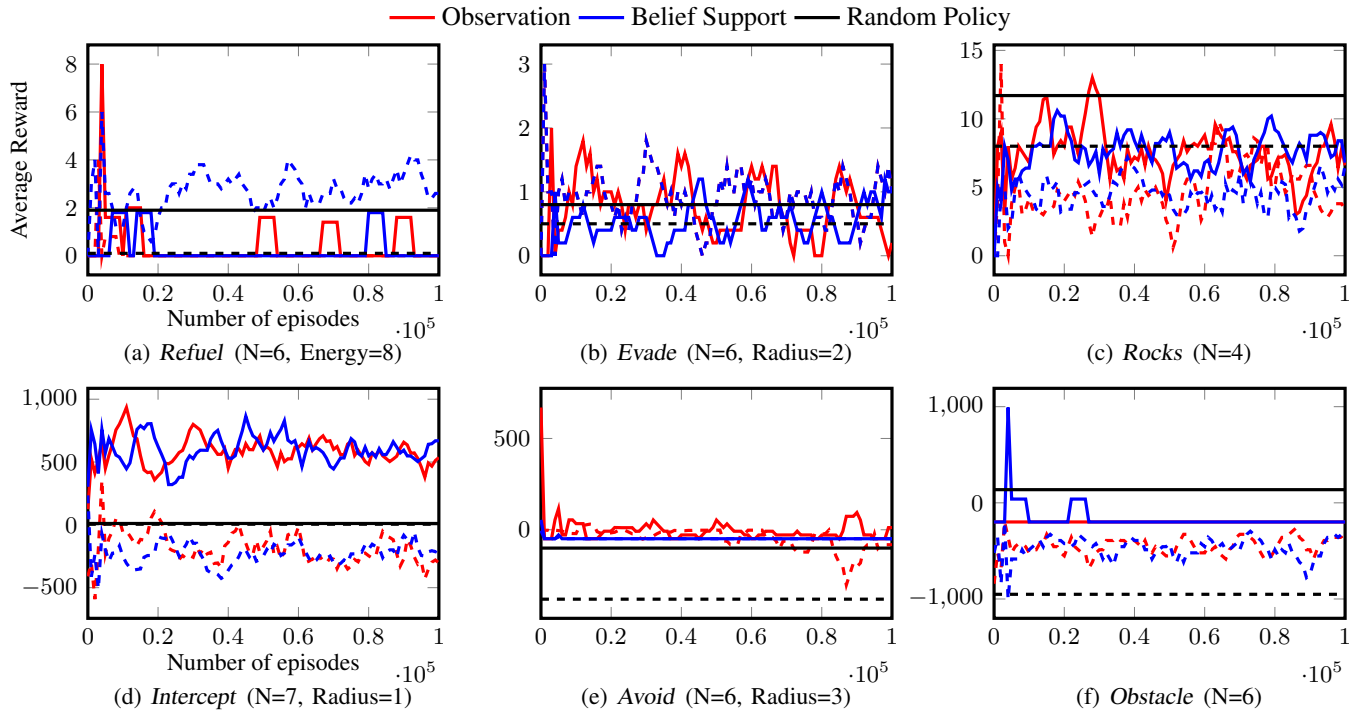 Observation Belief Support Random Policy
Average Reward
8
6
4
2
0
0 0.2 0.4 0.6 0.8 1
Number of episodes
·10^5
(a) Refuel (N=6, Energy=8)
3
2
1
0
0 0.2 0.4 0.6 0.8 1
·10^5
(b) Evade (N=6, Radius=2)
15
10
5
0
0 0.2 0.4 0.6 0.8 1
·10^5
(c) Rocks (N=4)
1,000
500
0
−500
0 0.2 0.4 0.6 0.8 1
Number of episodes
·10^5
(d) Intercept (N=7, Radius=1)
500
0
0 0.2 0.4 0.6 0.8 1
·10^5
(e) Avoid (N=6, Radius=3)
1,000
0
−1,000
0 0.2 0.4 0.6 0.8 1
·10^5
(f) Obstacle (N=6)